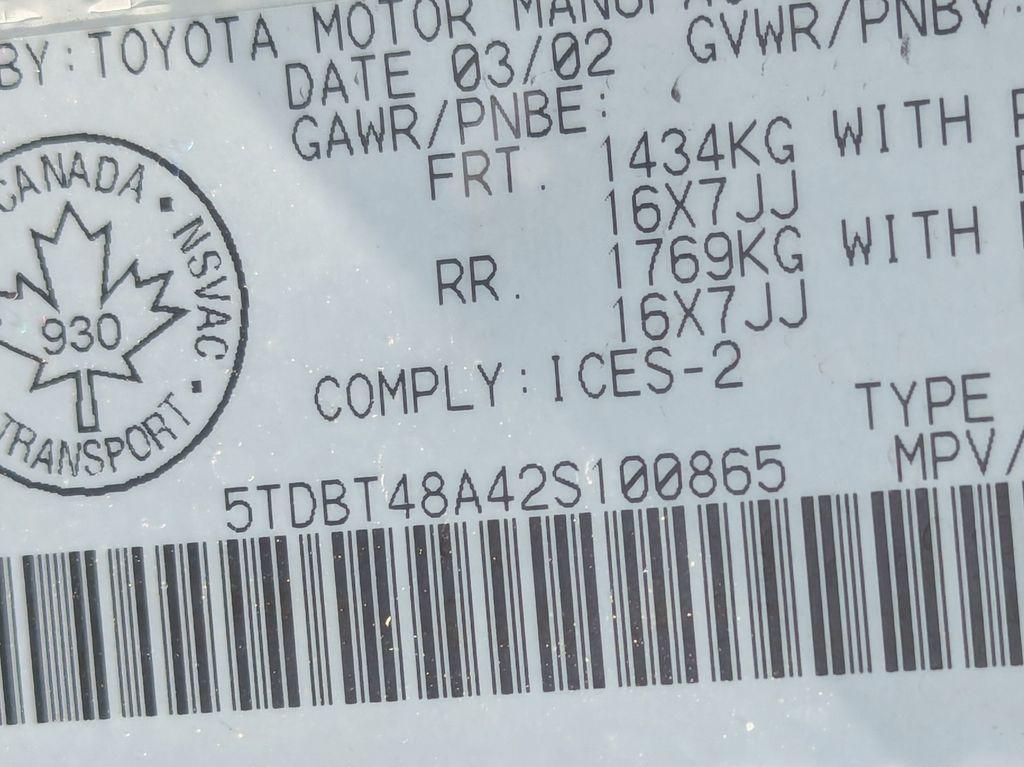 BY: TOYOTA MOTOR
DATE 03/02 GVWR/PNBV:
GAWR/PNBE:
FRT. 1434KG WITH
16X7JJ
RR. 1769KG WITH
16X7JJ
COMPLY: ICES-2
TYPE
5TDBT48A42S100865 MPV/
CANADA · NSVAC · TRANSPORT
930